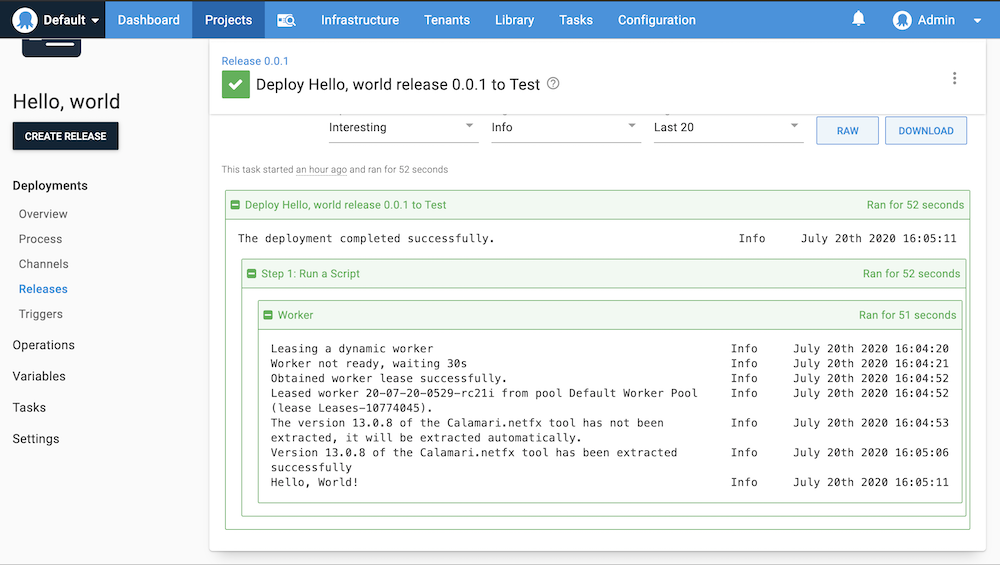 Default Dashboard Projects Infrastructure Tenants Library Tasks Configuration Admin
Hello, world
CREATE RELEASE
Deployments
Overview
Process
Channels
Releases
Triggers
Operations
Variables
Tasks
Settings
Release 0.0.1
Deploy Hello, world release 0.0.1 to Test
Interesting Info Last 20 RAW DOWNLOAD
This task started an hour ago and ran for 52 seconds
Deploy Hello, world release 0.0.1 to Test Ran for 52 seconds
The deployment completed successfully. Info July 20th 2020 16:05:11
Step 1: Run a Script Ran for 52 seconds
Worker Ran for 51 seconds
Leasing a dynamic worker Info July 20th 2020 16:04:20
Worker not ready, waiting 30s Info July 20th 2020 16:04:21
Obtained worker lease successfully. Info July 20th 2020 16:04:52
Leased worker 20-07-20-0529-rc21i from pool Default Worker Pool Info July 20th 2020 16:04:52
(lease Leases-10774045).
The version 13.0.8 of the Calamari.netfx tool has not been Info July 20th 2020 16:04:53
extracted, it will be extracted automatically.
Version 13.0.8 of the Calamari.netfx tool has been extracted Info July 20th 2020 16:05:06
successfully
Hello, World! Info July 20th 2020 16:05:11